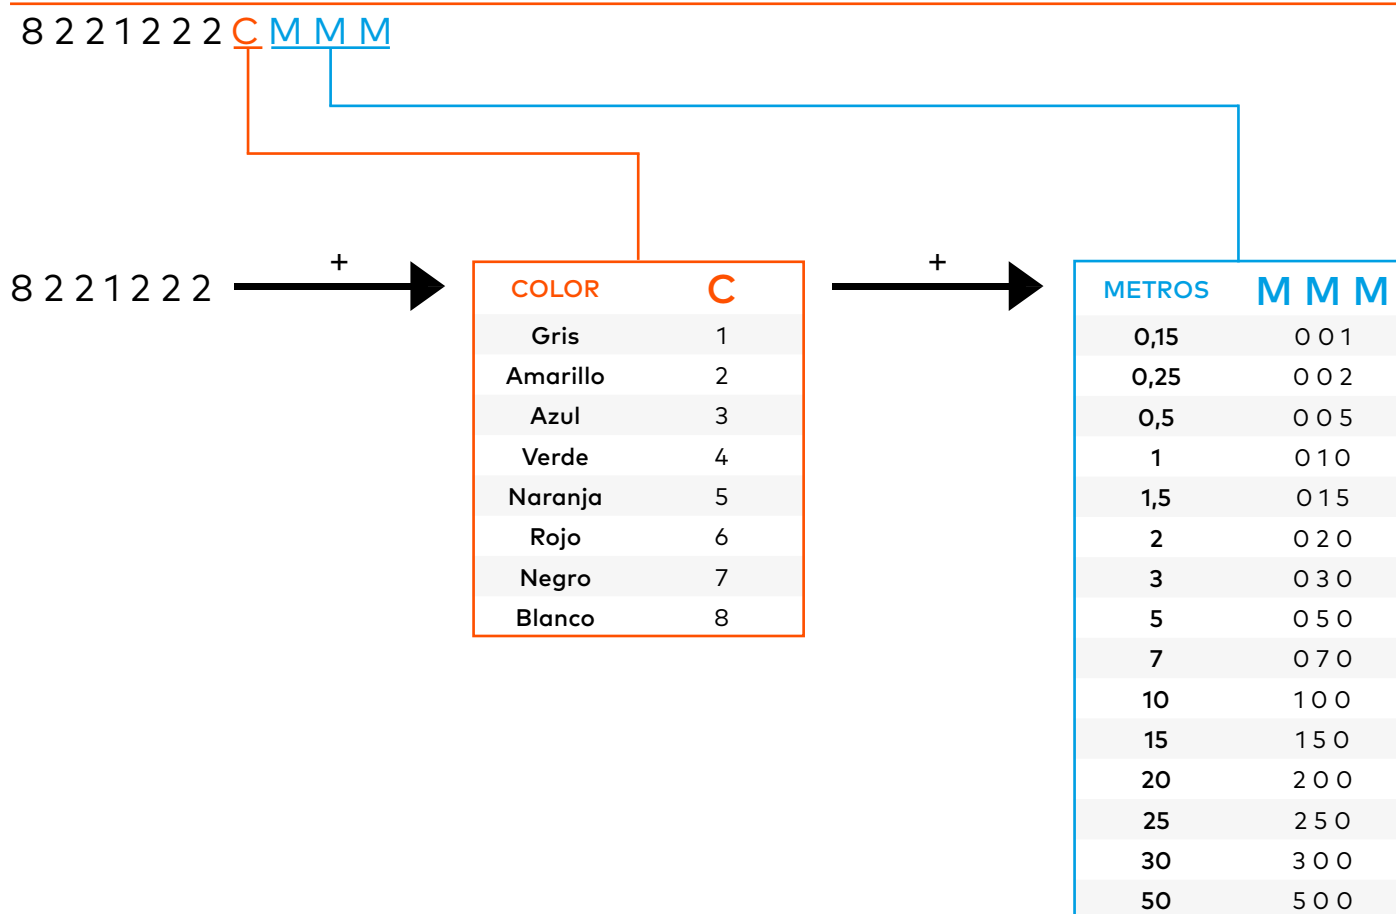 8 2 2 1 2 2 2 C M M M
8 2 2 1 2 2 2 + + 
COLOR C
Gris 1
Amarillo 2
Azul 3
Verde 4
Naranja 5
Rojo 6
Negro 7
Blanco 8
METROS M M M
0,15 0 0 1
0,25 0 0 2
0,5 0 0 5
1 0 1 0
1,5 0 1 5
2 0 2 0
3 0 3 0
5 0 5 0
7 0 7 0
10 1 0 0
15 1 5 0
20 2 0 0
25 2 5 0
30 3 0 0
50 5 0 0